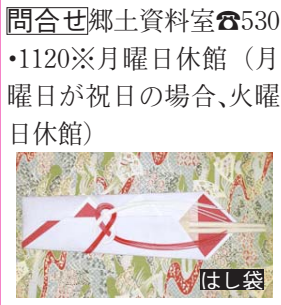 問合せ郷土資料室☎530
•1120※月曜日休館（月
曜日が祝日の場合、火曜
日休館）
はし袋